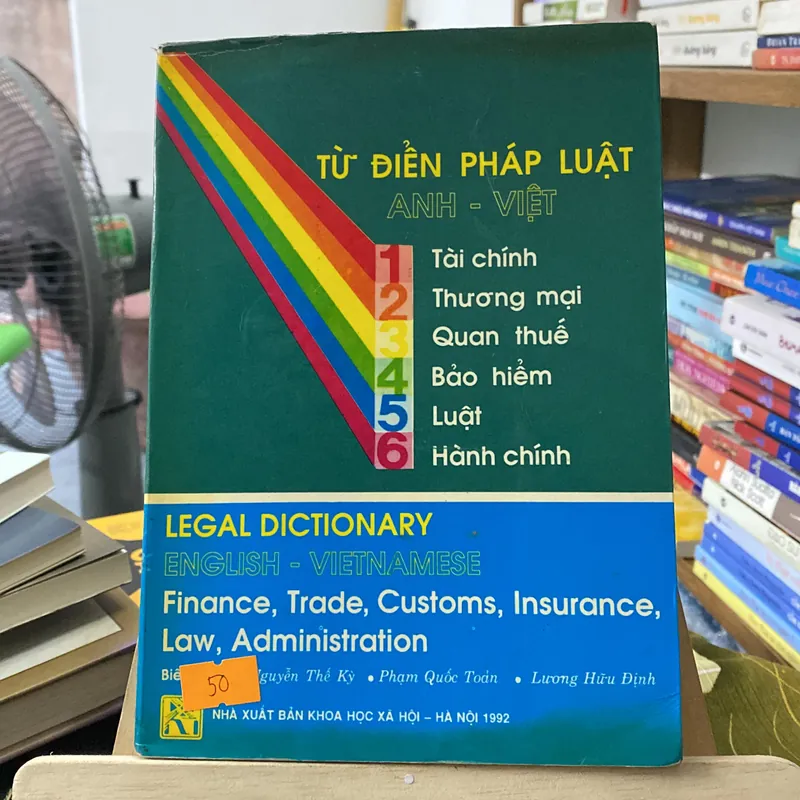 TỪ ĐIỂN PHÁP LUẬT
ANH - VIỆT
1 Tài chính
2 Thương mại
3 Quan thuế
4 Bảo hiểm
5 Luật
6 Hành chính
LEGAL DICTIONARY
ENGLISH - VIETNAMESE
Finance, Trade, Customs, Insurance,
Law, Administration
Nguyễn Thế Kỳ • Phạm Quốc Toản • Lương Hữu Định
50
NHÀ XUẤT BẢN KHOA HỌC XÃ HỘI - HÀ NỘI 1992